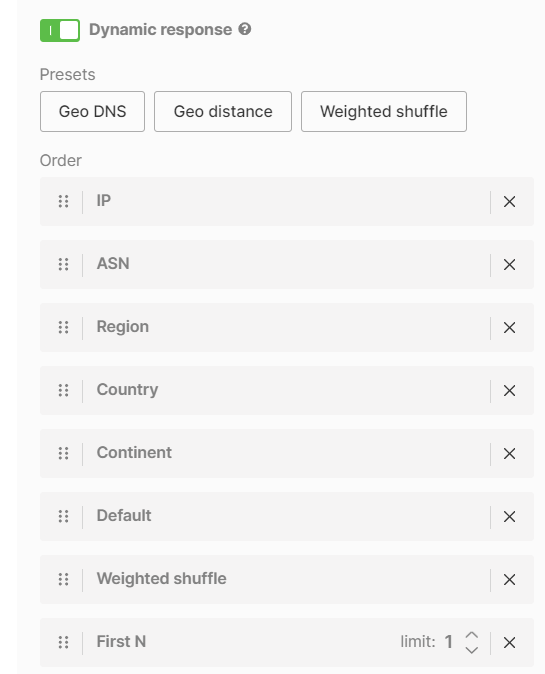 Dynamic response ?
Presets
Geo DNS Geo distance Weighted shuffle
Order
IP
ASN
Region
Country
Continent
Default
Weighted shuffle
First N limit: 1